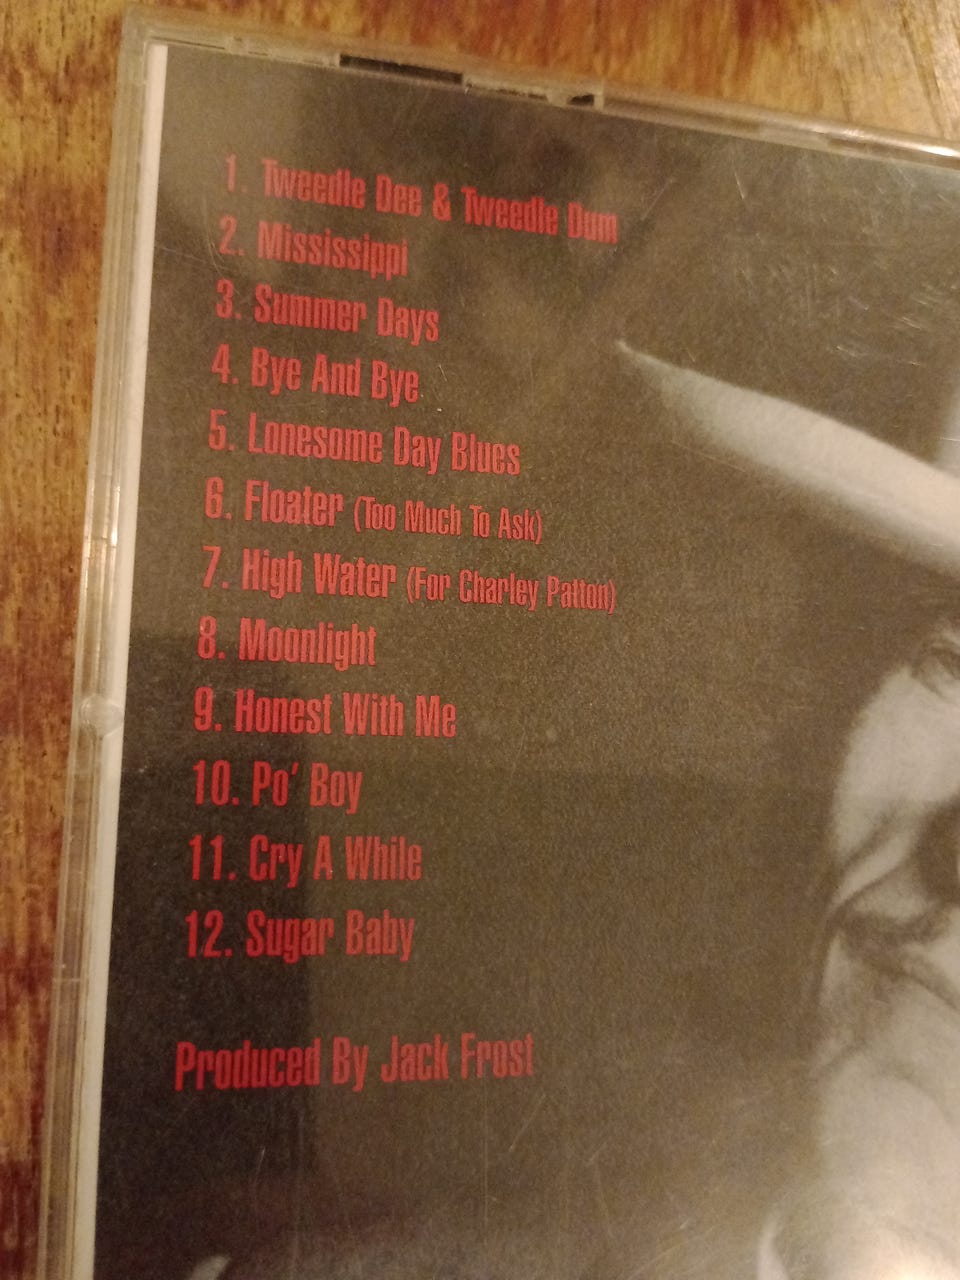 1. Tweedle Dee & Tweedle Dum
2. Mississippi
3. Summer Days
4. Bye And Bye
5. Lonesome Day Blues
6. Floater (Too Much To Ask)
7. High Water (For Charley Patton)
8. Moonlight
9. Honest With Me
10. Po' Boy
11. Cry A While
12. Sugar Baby
Produced By Jack Frost